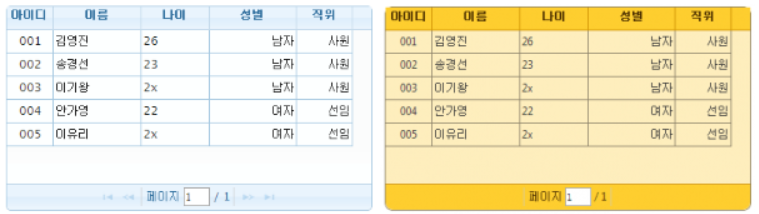 아이디 이름 나이 성별 직위
001 김영진 26 남자 사원
002 송경선 23 남자 사원
003 이기왕 2x 남자 사원
004 안가영 22 여자 선임
005 이유리 2x 여자 선임
페이지 1 / 1
아이디 이름 나이 성별 직위
001 김영진 26 남자 사원
002 송경선 23 남자 사원
003 이기왕 2x 남자 사원
004 안가영 22 여자 선임
005 이유리 2x 여자 선임
페이지 1 / 1